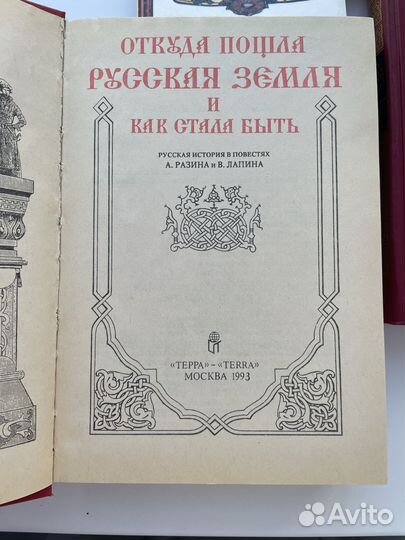 ОТКУДА ПОШЛА
РУССКАЯ ЗЕМЛЯ
И
КАК СТАЛА БЫТЬ
РУССКАЯ ИСТОРИЯ В ПОВЕСТЯХ
А. РАЗИНА и В. ЛАПИНА
«ТЕРРА» – «TERRA»
МОСКВА 1993
Avito